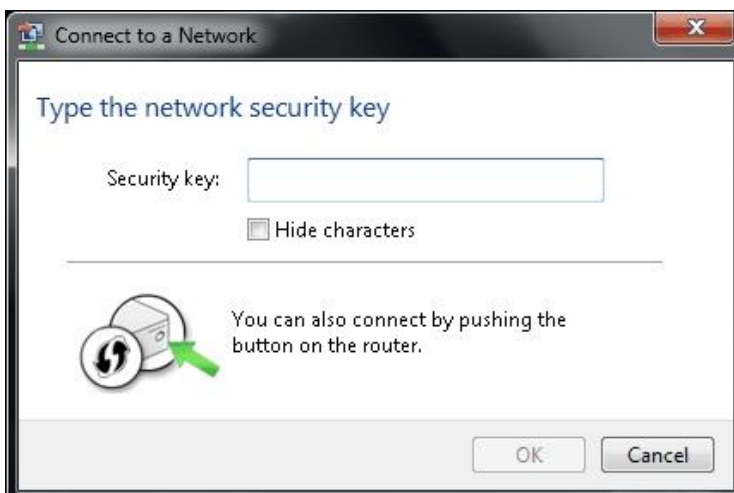 Connect to a Network
Type the network security key
Security key:
Hide characters
You can also connect by pushing the
button on the router.
OK Cancel